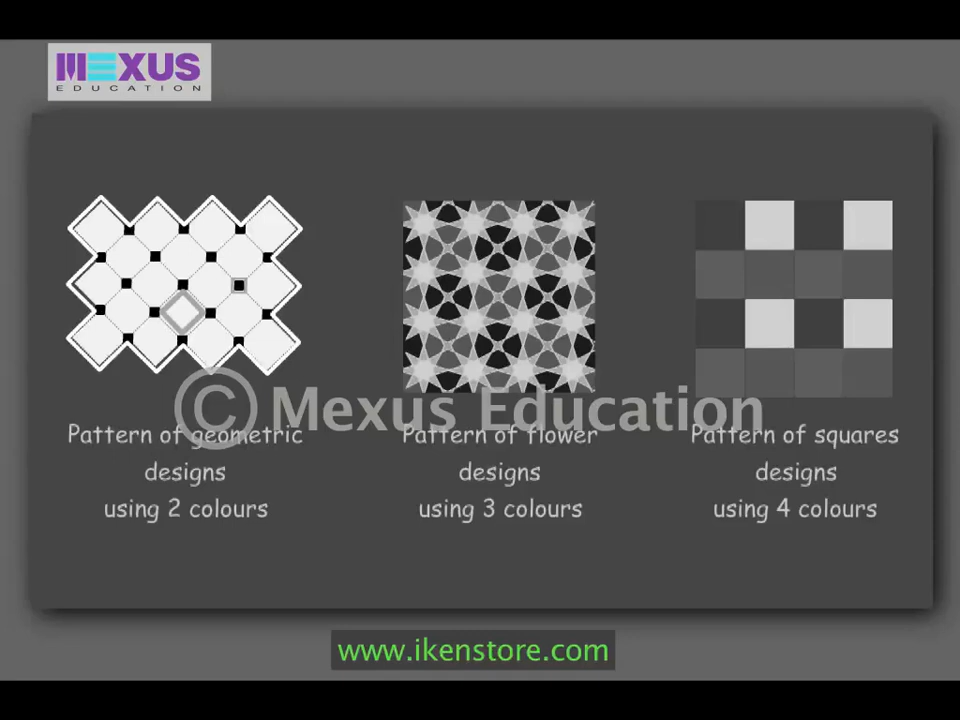 MEXUS
EDUCATION
© Mexus Education
Pattern of geometric
designs
using 2 colours
Pattern of flower
designs
using 3 colours
Pattern of squares
designs
using 4 colours
www.ikenstore.com